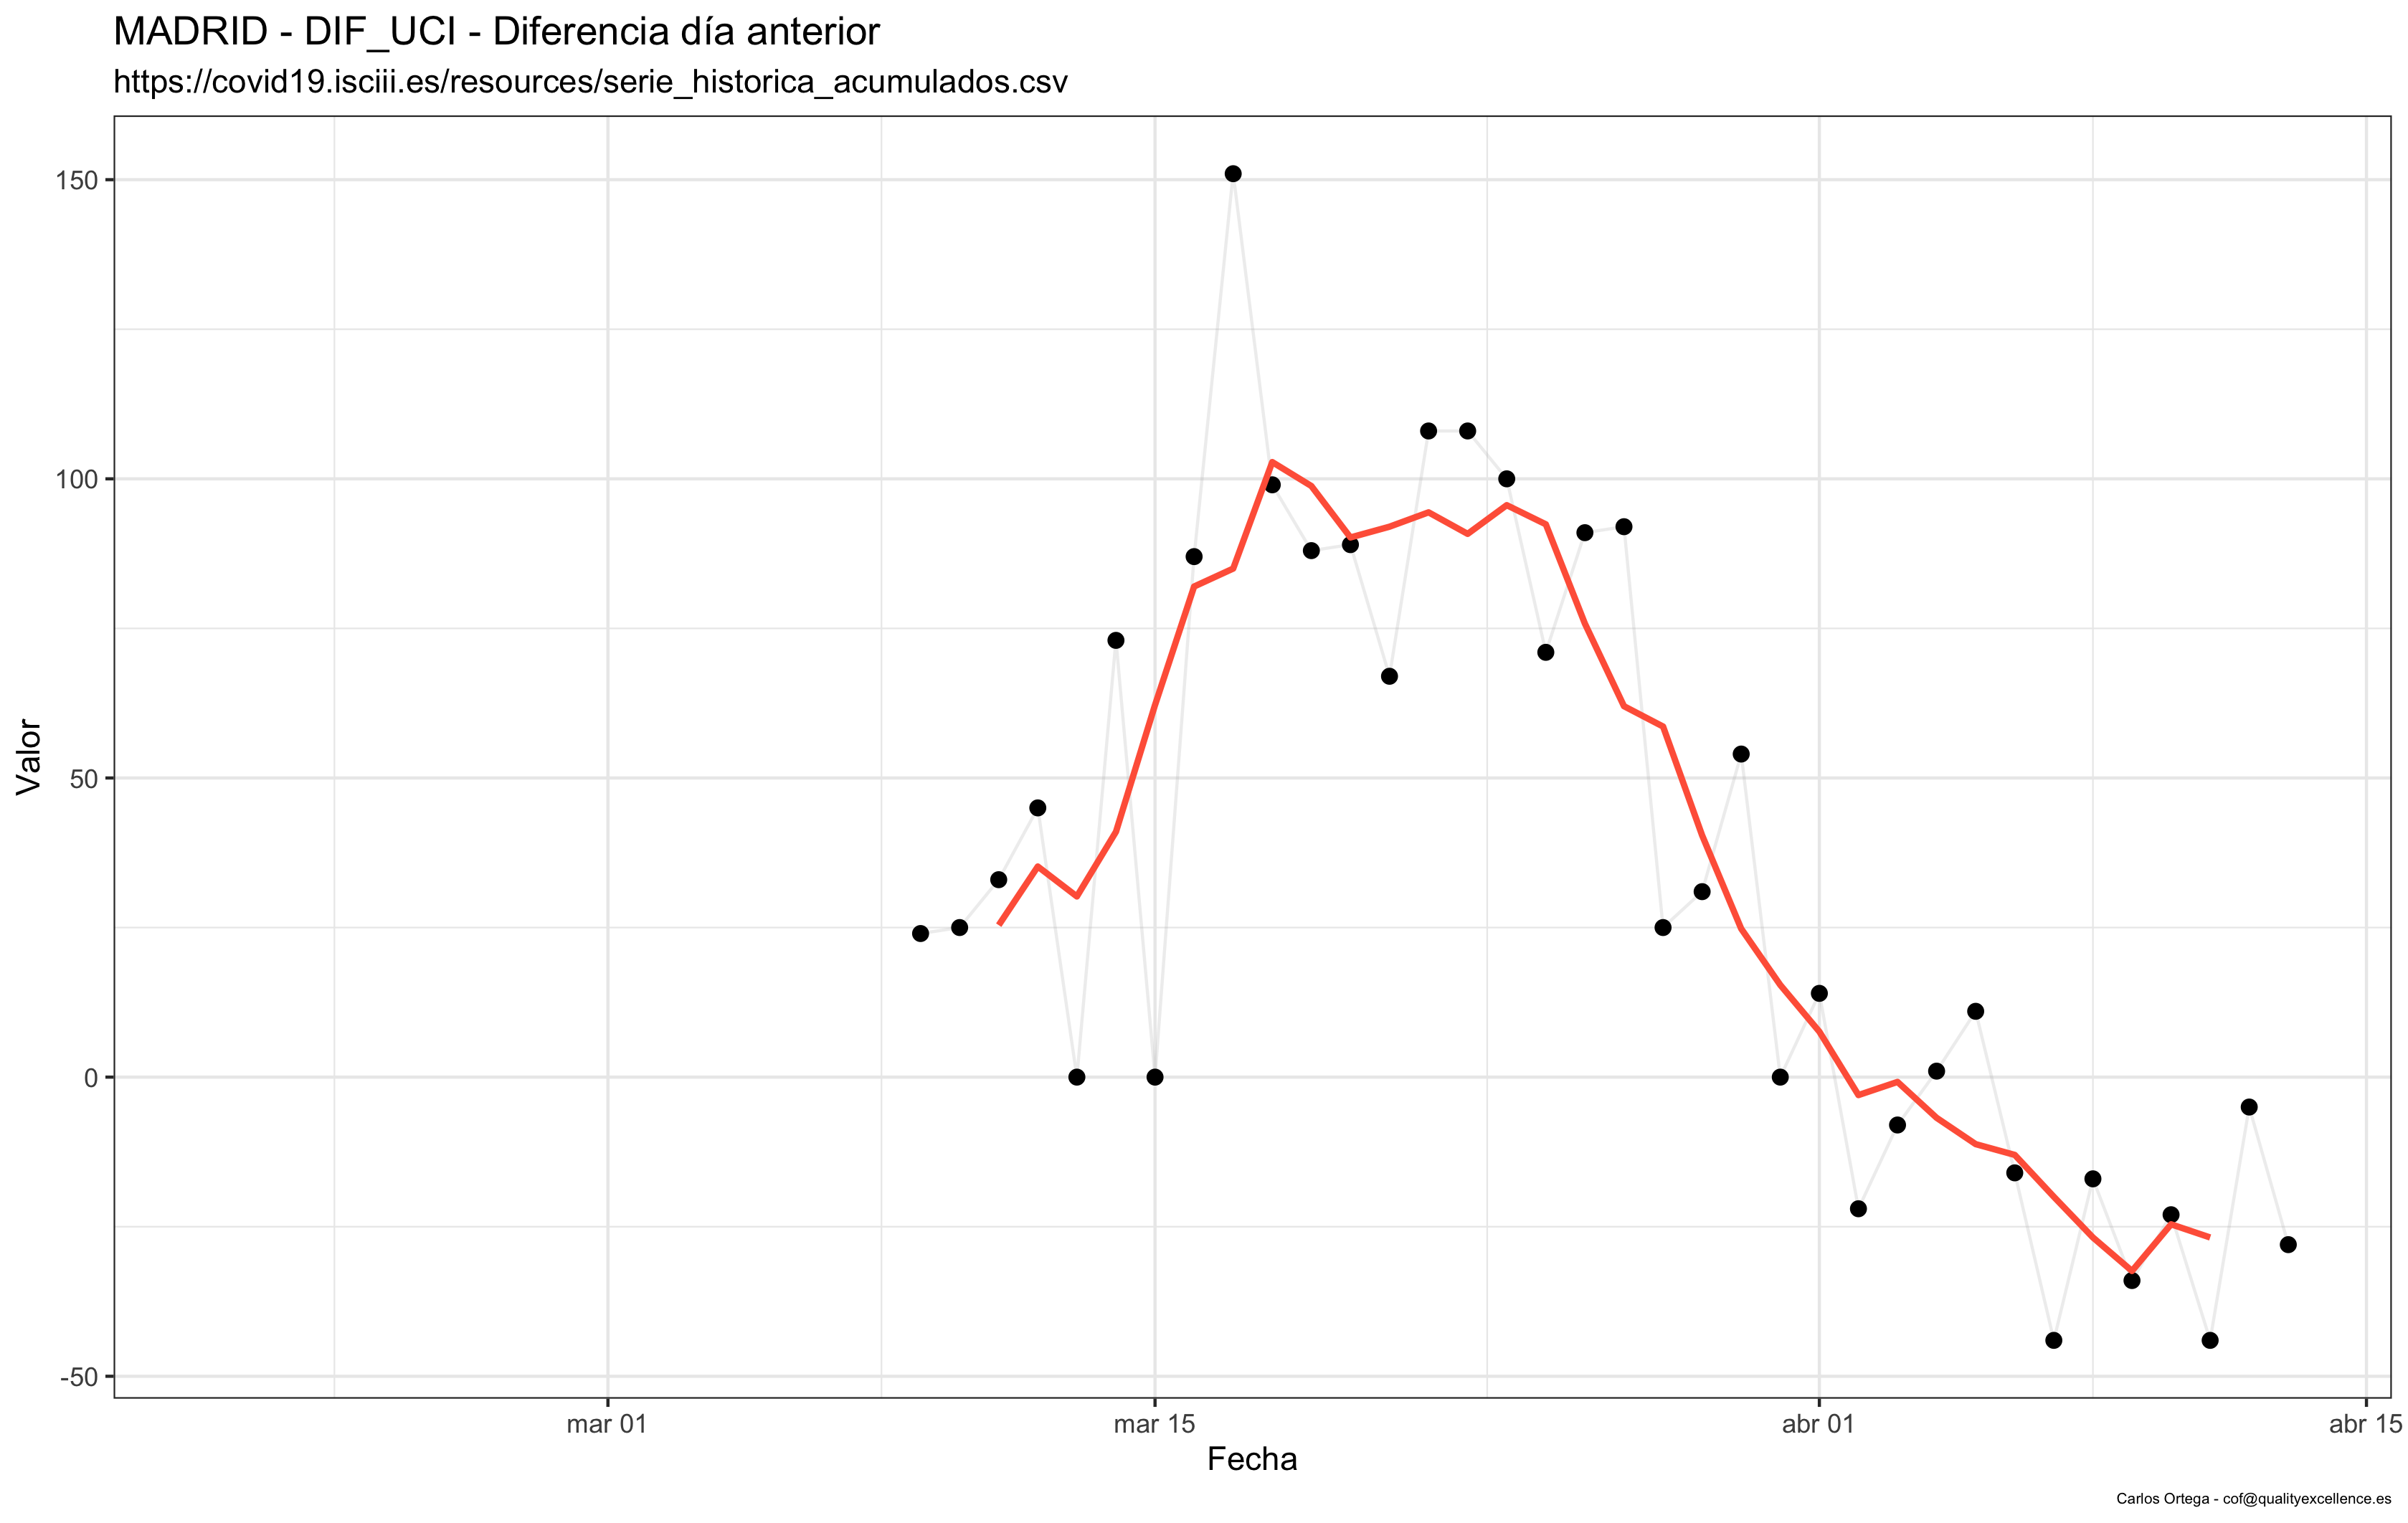 MADRID - DIF_UCI - Diferencia día anterior
https://covid19.isciii.es/resources/serie_historica_acumulados.csv
150
100
50
0
-50
Valor
mar 01
mar 15
abr 01
abr 15
Fecha
Carlos Ortega - cof@qualityexcellence.es